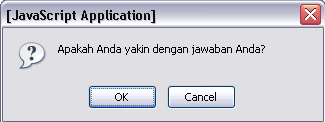 [JavaScript Application]
Apakah Anda yakin dengan jawaban Anda?
OK Cancel